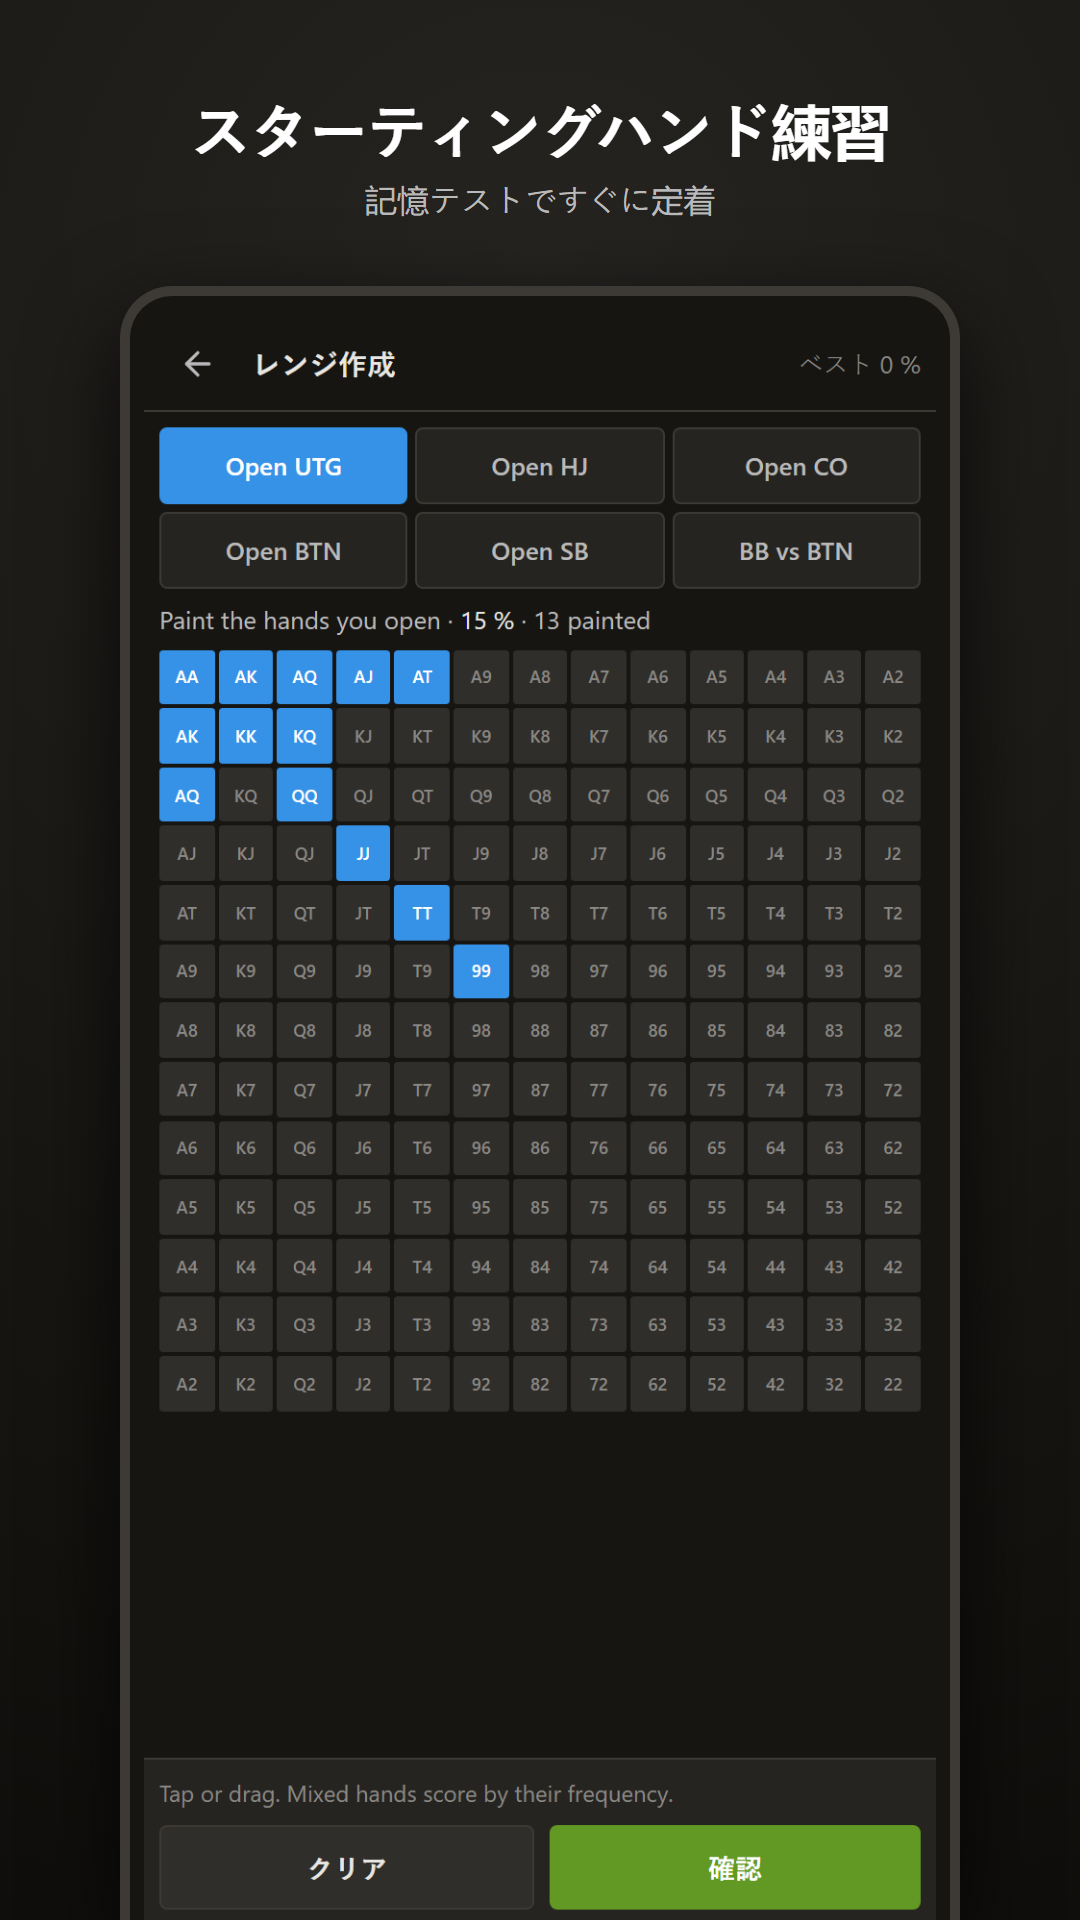 スターティングハンド練習
記憶テストですぐに定着
レンジ作成 ベスト 0 %
Open UTG Open HJ Open CO
Open BTN Open SB BB vs BTN
Paint the hands you open · 15 % · 13 painted
AA AK AQ AJ AT A9 A8 A7 A6 A5 A4 A3 A2
AK KK KQ KJ KT K9 K8 K7 K6 K5 K4 K3 K2
AQ KQ QQ QJ QT Q9 Q8 Q7 Q6 Q5 Q4 Q3 Q2
AJ KJ QJ JJ JT J9 J8 J7 J6 J5 J4 J3 J2
AT KT QT JT TT T9 T8 T7 T6 T5 T4 T3 T2
A9 K9 Q9 J9 T9 99 98 97 96 95 94 93 92
A8 K8 Q8 J8 T8 98 88 87 86 85 84 83 82
A7 K7 Q7 J7 T7 97 87 77 76 75 74 73 72
A6 K6 Q6 J6 T6 96 86 76 66 65 64 63 62
A5 K5 Q5 J5 T5 95 85 75 65 55 54 53 52
A4 K4 Q4 J4 T4 94 84 74 64 54 44 43 42
A3 K3 Q3 J3 T3 93 83 73 63 53 43 33 32
A2 K2 Q2 J2 T2 92 82 72 62 52 42 32 22
Tap or drag. Mixed hands score by their frequency.
クリア 確認